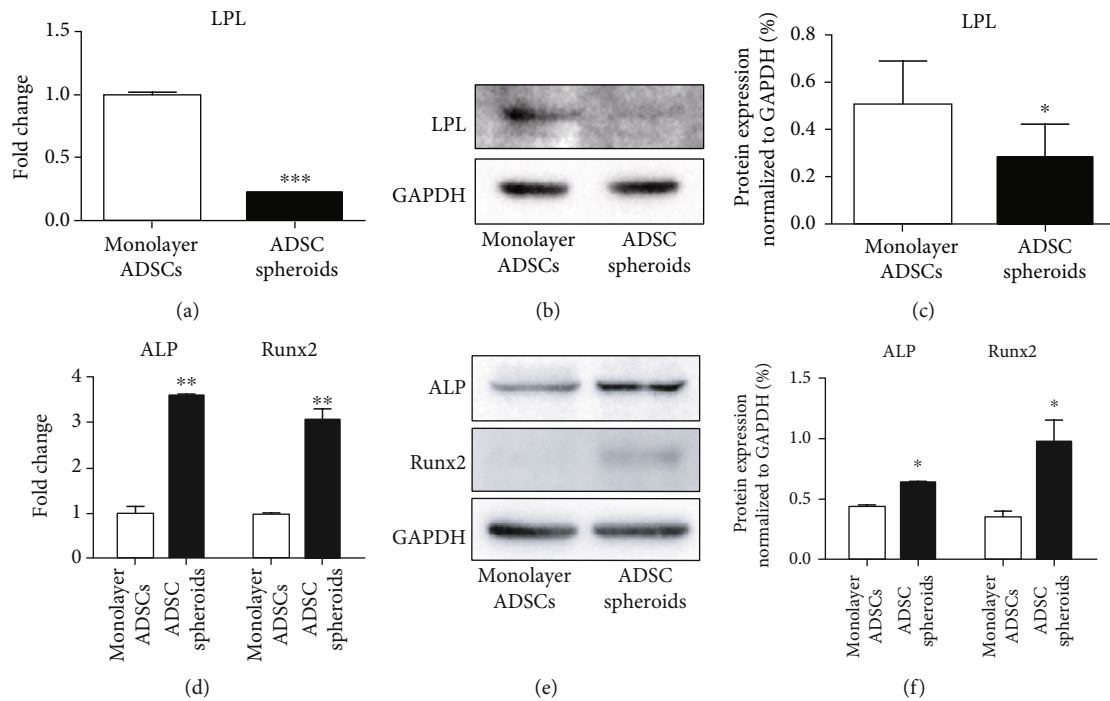 LPL
Fold change
1.5
1.0
0.5
0.0
***
Monolayer
ADSCs
ADSC
spheroids
(a)
LPL
GAPDH
Monolayer
ADSCs
ADSC
spheroids
(b)
LPL
Protein expression
normalized to GAPDH (%)
0.8
0.6
0.4
0.2
0.0
*
Monolayer
ADSCs
ADSC
spheroids
(c)
ALP
Runx2
Fold change
4
3
2
1
0
**
**
Monolayer
ADSCs
ADSC
spheroids
Monolayer
ADSCs
ADSC
spheroids
(d)
ALP
Runx2
GAPDH
Monolayer
ADSCs
ADSC
spheroids
(e)
ALP
Runx2
Protein expression
normalized to GAPDH (%)
1.5
1.0
0.5
0.0
*
*
Monolayer
ADSCs
ADSC
spheroids
Monolayer
ADSCs
ADSC
spheroids
(f)